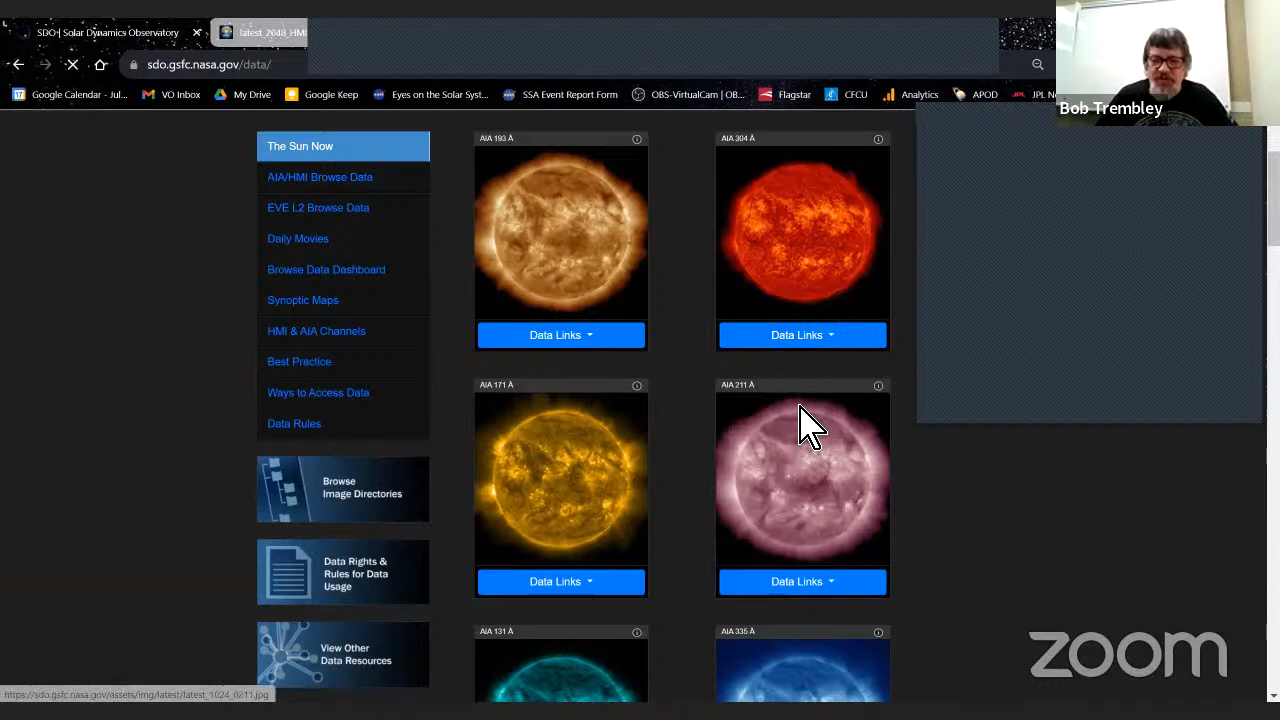 SDO | Solar Dynamics Observatory
latest_2048_HMI
sdo.gsfc.nasa.gov/data/
Google Calendar - Jul... VO Inbox My Drive Google Keep Eyes on the Solar Syst... SSA Event Report Form OBS-VirtualCam | OB... Flagstar CFCU Analytics APOD JPL JPL N
Bob Trembley
The Sun Now
AIA/HMI Browse Data
EVE L2 Browse Data
Daily Movies
Browse Data Dashboard
Synoptic Maps
HMI & AIA Channels
Best Practice
Ways to Access Data
Data Rules
Browse
Image Directories
Data Rights &
Rules for Data
Usage
View Other
Data Resources
AIA 193 Å
Data Links
AIA 304 Å
Data Links
AIA 171 Å
Data Links
AIA 211 Å
Data Links
AIA 131 Å
AIA 335 Å
https://sdo.gsfc.nasa.gov/assets/img/latest/latest_1024_0211.jpg
zoom